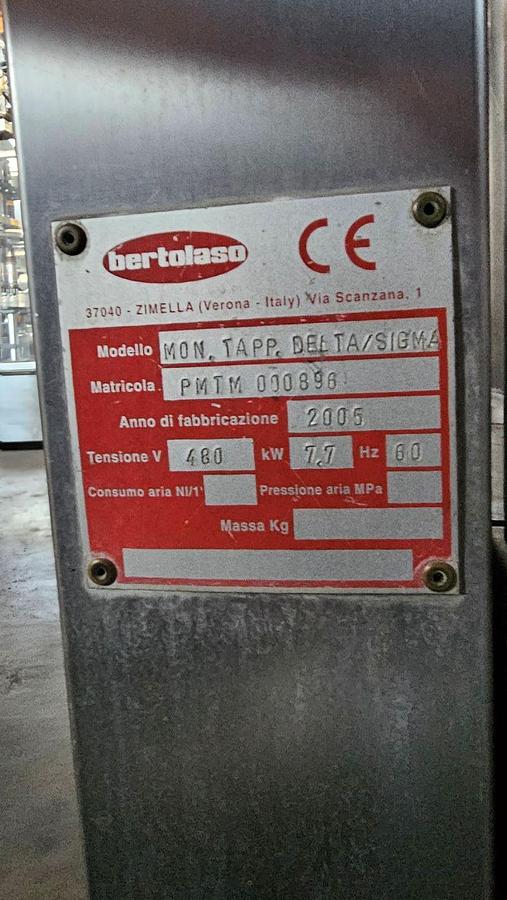 bertolaso CE
37040 - ZIMELLA (Verona - Italy) Via Scanzana, 1
Modello MON. TAPP. DELTA/SIGMA
Matricola. PMTM 000896
Anno di fabbricazione 2005
Tensione V 480 kW 7.7 Hz 60
Consumo aria Nl/1' Pressione aria MPa
Massa Kg